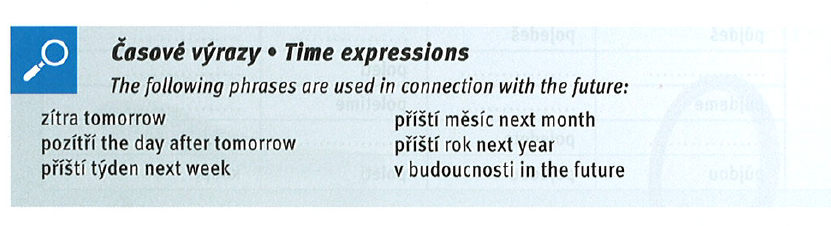 Časové výrazy • Time expressions
The following phrases are used in connection with the future:
zítra tomorrow
pozítří the day after tomorrow
příští týden next week
příští měsíc next month
příští rok next year
v budoucnosti in the future